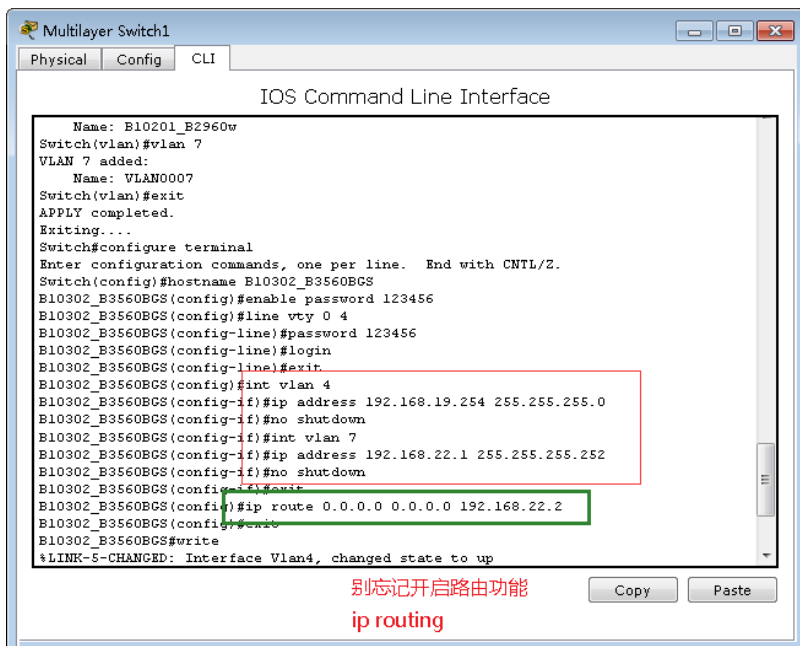 Multilayer Switch1
Physical Config CLI
IOS Command Line Interface
Name: B10201_B2960w
Switch(vlan)#vlan 7
VLAN 7 added:
Name: VLAN0007
Switch(vlan)#exit
APPLY completed.
Exiting....
Switch#configure terminal
Enter configuration commands, one per line.  End with CNTL/Z.
Switch(config)#hostname B10302_B3560BGS
B10302_B3560BGS(config)#enable password 123456
B10302_B3560BGS(config)#line vty 0 4
B10302_B3560BGS(config-line)#password 123456
B10302_B3560BGS(config-line)#login
B10302_B3560BGS(config-line)#exit
B10302_B3560BGS(config)#int vlan 4
B10302_B3560BGS(config-if)#ip address 192.168.19.254 255.255.255.0
B10302_B3560BGS(config-if)#no shutdown
B10302_B3560BGS(config-if)#int vlan 7
B10302_B3560BGS(config-if)#ip address 192.168.22.1 255.255.255.252
B10302_B3560BGS(config-if)#no shutdown
B10302_B3560BGS(config-if)#exit
B10302_B3560BGS(config)#ip route 0.0.0.0 0.0.0.0 192.168.22.2
B10302_B3560BGS(config)#exit
B10302_B3560BGS#write
%LINK-5-CHANGED: Interface Vlan4, changed state to up
别忘记开启路由功能
Copy Paste
ip routing